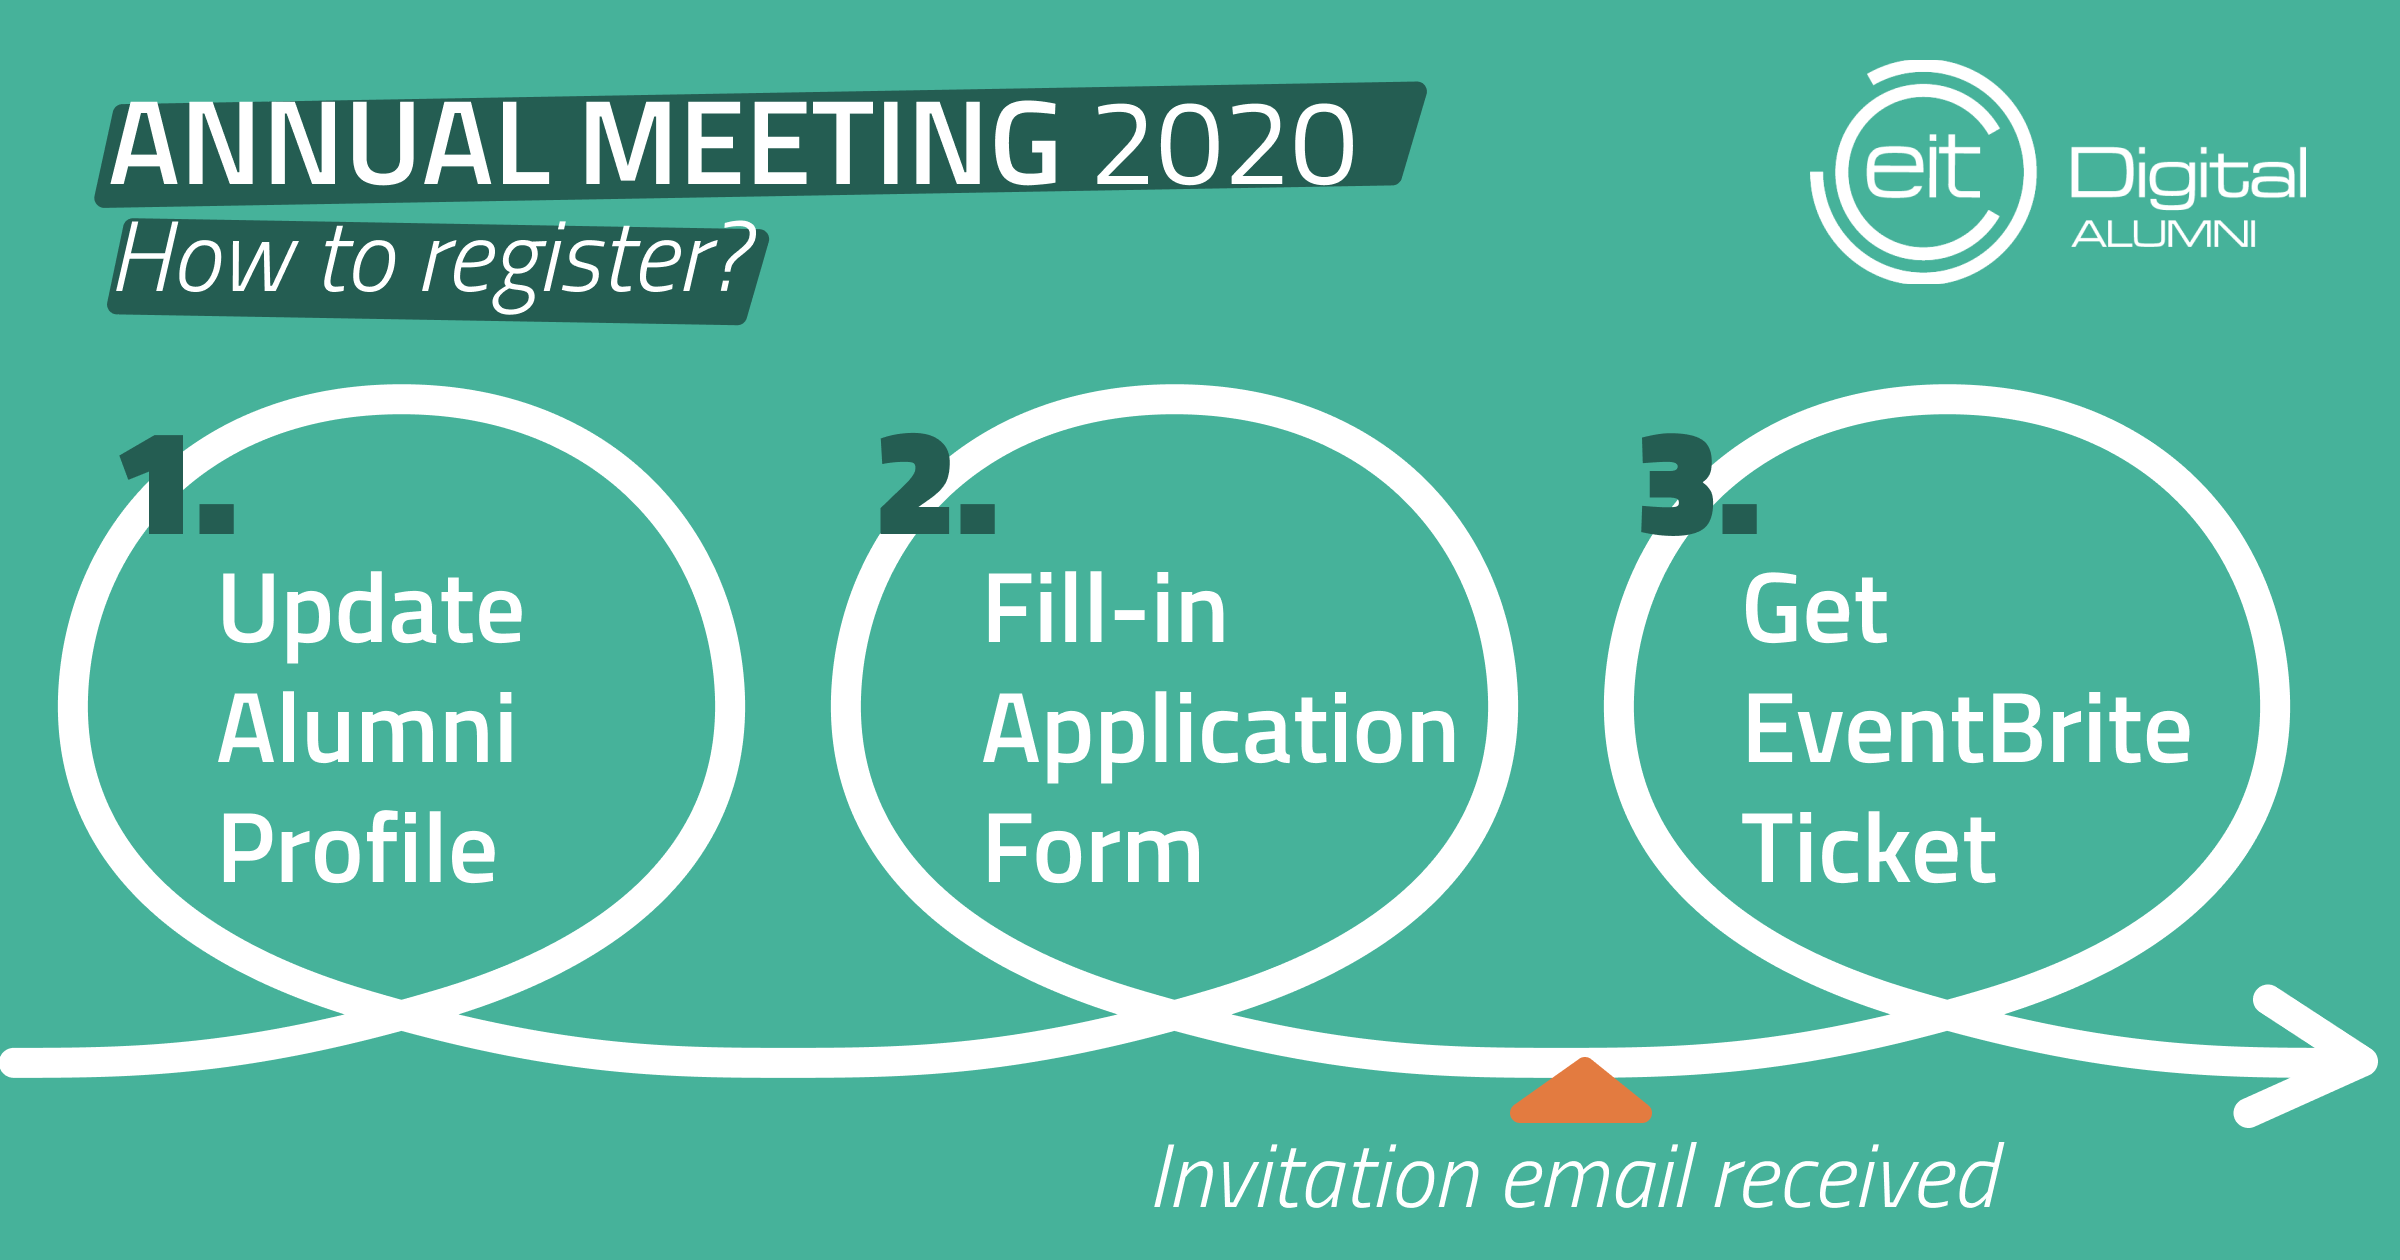 ANNUAL MEETING 2020
How to register?
eit Digital
ALUMNI
1.
Update
Alumni
Profile
2.
Fill-in
Application
Form
3.
Get
EventBrite
Ticket
Invitation email received